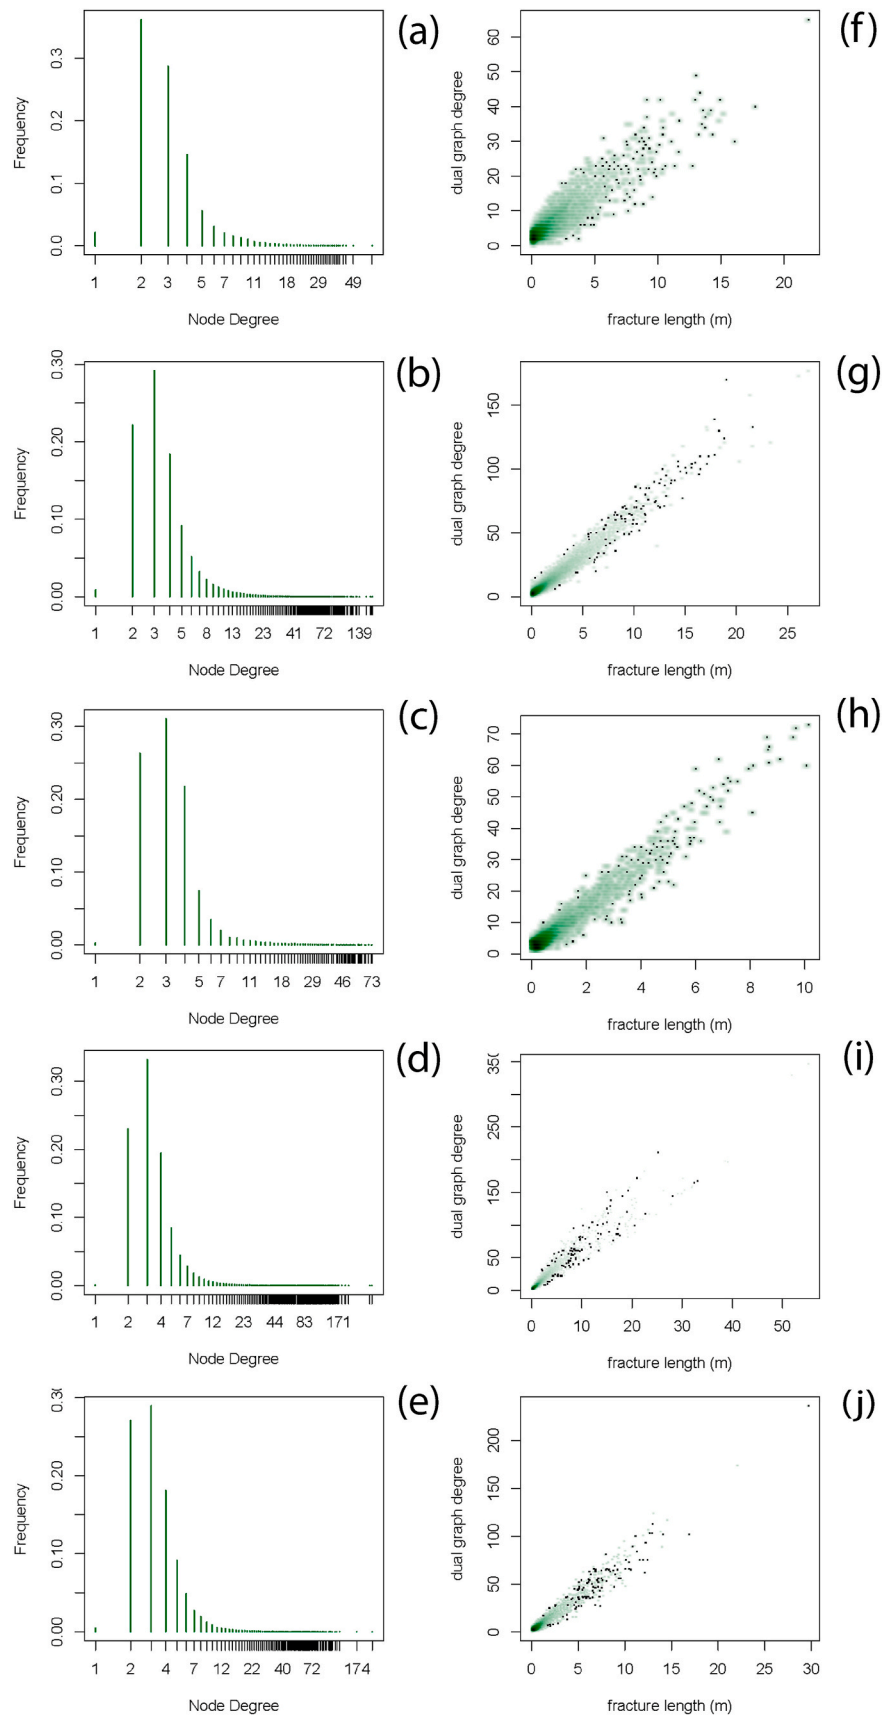 (a)
Frequency
0.0 0.1 0.2 0.3
1 2 3 5 7 11 18 29 49
Node Degree
(f)
dual graph degree
0 10 20 30 40 50 60
0 5 10 15 20
fracture length (m)
(b)
Frequency
0.00 0.10 0.20 0.30
1 2 3 5 8 13 23 41 72 139
Node Degree
(g)
dual graph degree
0 50 100 150
0 5 10 15 20 25
fracture length (m)
(c)
Frequency
0.00 0.10 0.20 0.30
1 2 3 5 7 11 18 29 46 73
Node Degree
(h)
dual graph degree
0 10 20 30 40 50 60 70
0 2 4 6 8 10
fracture length (m)
(d)
Frequency
0.00 0.10 0.20 0.30
1 2 4 7 12 23 44 83 171
Node Degree
(i)
dual graph degree
0 50 150 250 350
0 10 20 30 40 50
fracture length (m)
(e)
Frequency
0.00 0.10 0.20 0.30
1 2 4 7 12 22 40 72 174
Node Degree
(j)
dual graph degree
0 50 100 150 200
0 5 10 15 20 25 30
fracture length (m)